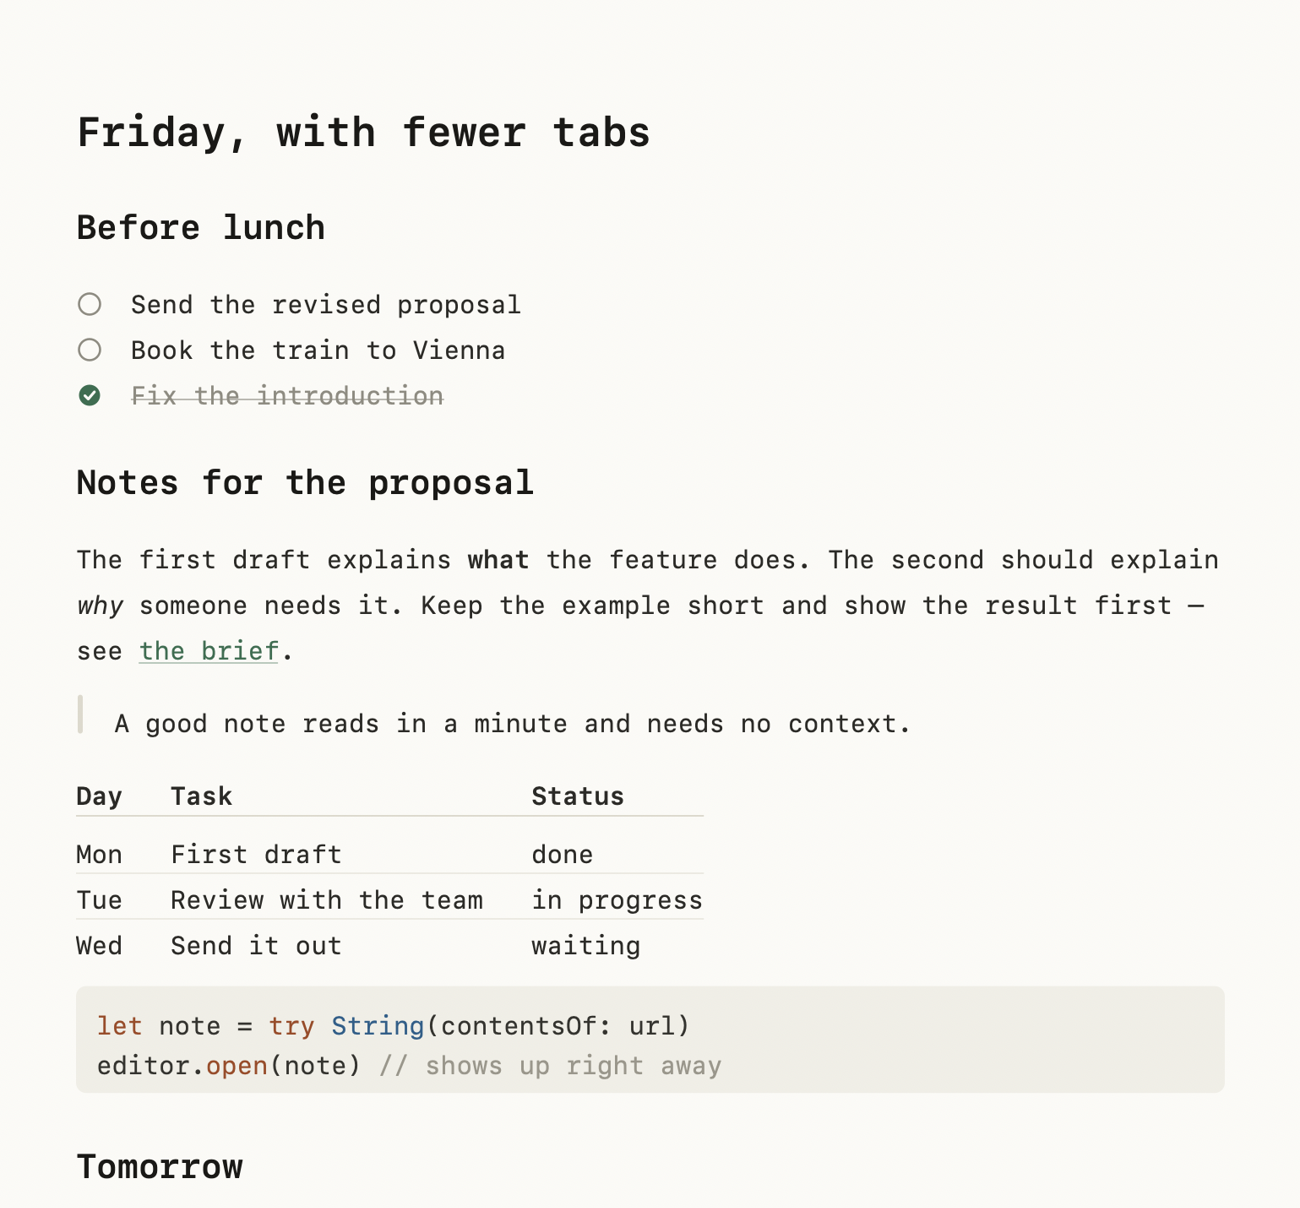 Friday, with fewer tabs
Before lunch
Send the revised proposal
Book the train to Vienna
Fix the introduction
Notes for the proposal
The first draft explains what the feature does. The second should explain
why someone needs it. Keep the example short and show the result first —
see the brief.
A good note reads in a minute and needs no context.
Day Task Status
Mon First draft done
Tue Review with the team in progress
Wed Send it out waiting
let note = try String(contentsOf: url)
editor.open(note) // shows up right away
Tomorrow